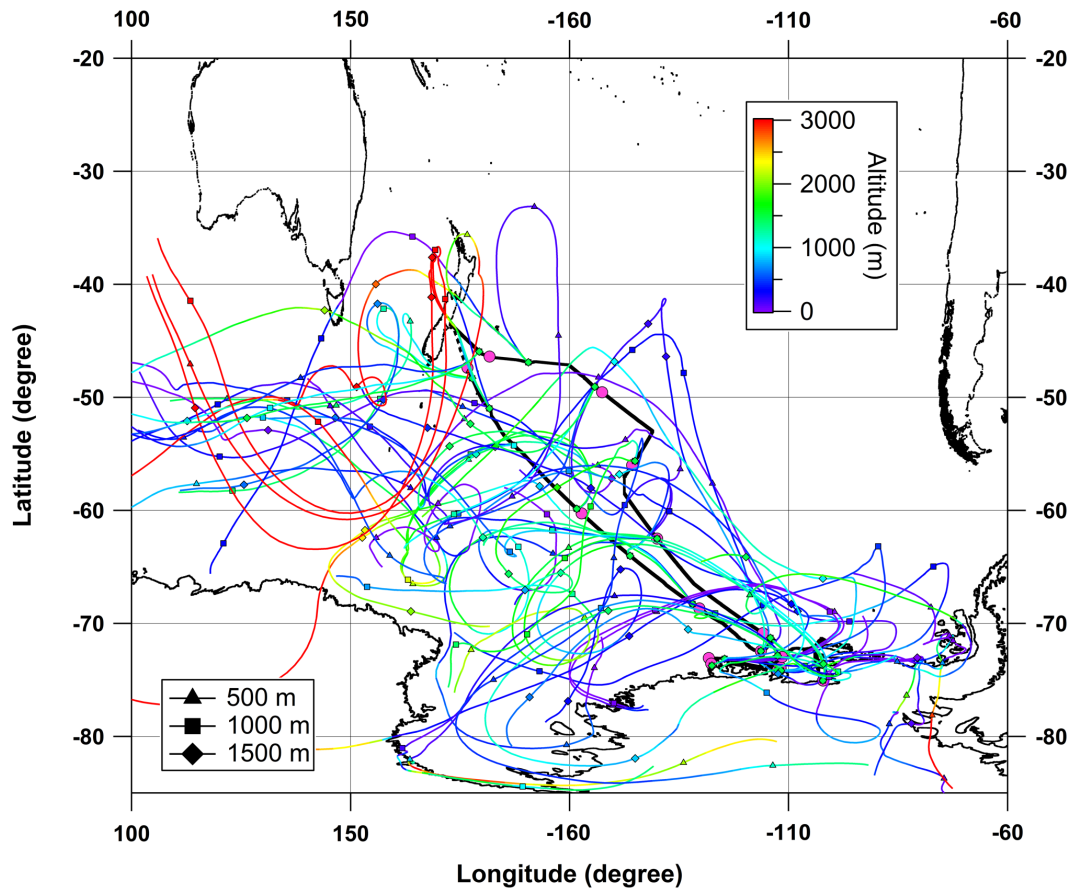 100 150 -160 -110 -60
-20 -20
3000
2000
1000
0
Altitude (m)
-30 -30
-40 -40
-50 -50
-60 -60
-70 -70
-80 -80
Latitude (degree)
500 m
1000 m
1500 m
100 150 -160 -110 -60
Longitude (degree)